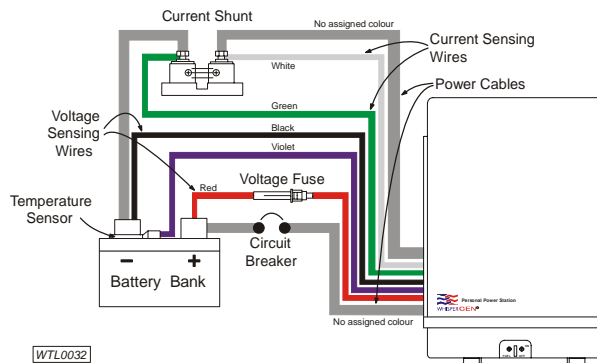 Current Shunt
No assigned colour
Current Sensing
Wires
White
Power Cables
Green
Voltage
Sensing
Wires
Black
Violet
Red
Voltage Fuse
Temperature
Sensor
Circuit
Breaker
− +
Battery Bank
Personal Power Station
WHISPERGEN
No assigned colour
WTL0032